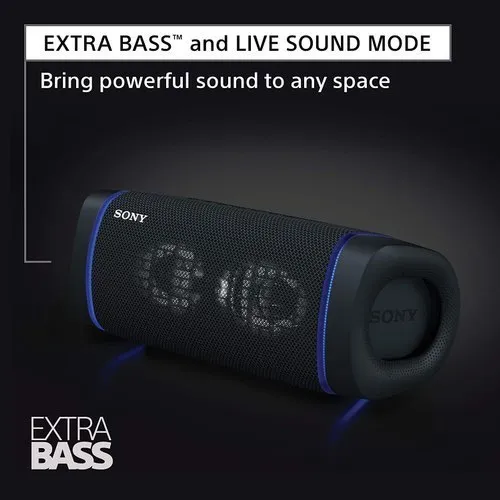 EXTRA BASS™ and LIVE SOUND MODE
Bring powerful sound to any space
SONY
SONY
EXTRA
BASS